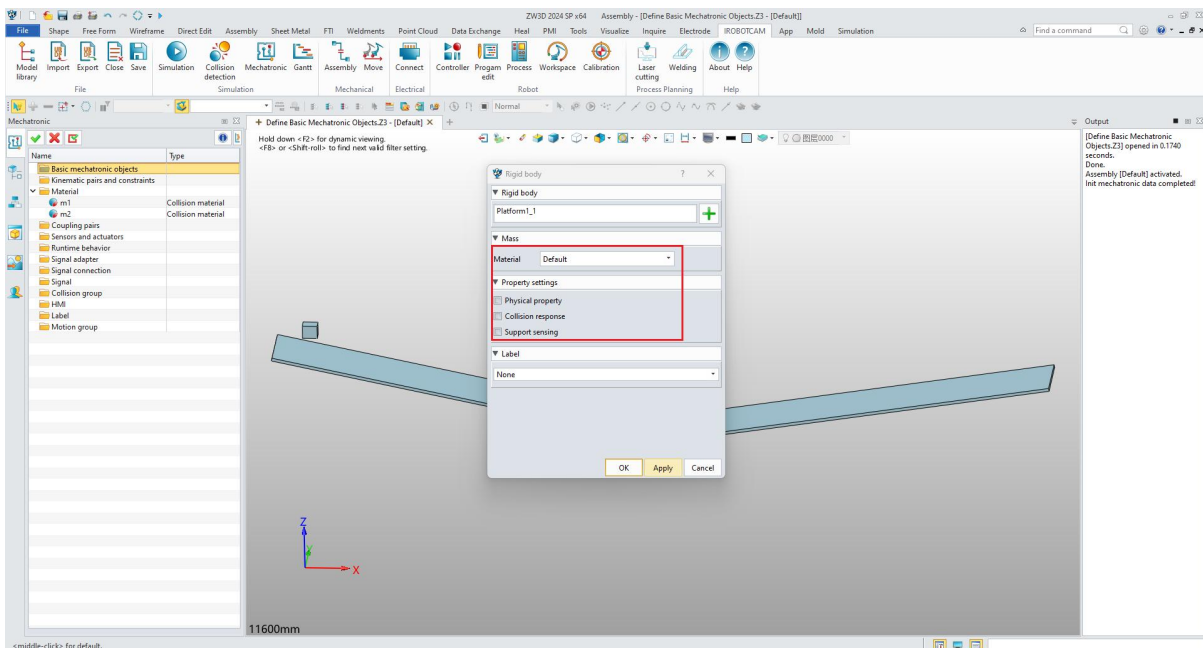 ZW3D 2024 SP x64 Assembly - [Define Basic Mechatronic Objects.Z3 - [Default]]
File Shape Free Form Wireframe Direct Edit Assembly Sheet Metal FTI Weldments Point Cloud Data Exchange Heal PMI Tools Visualize Inquire Electrode IROBOTCAM App Mold Simulation Find a command
Model library Import Export Close Save Simulation Collision detection Mechatronic Gantt Assembly Move Connect Controller Progam edit Process Workspace Calibration Laser cutting Welding About Help
File Simulation Mechanical Electrical Robot Process Planning Help
Normal
Mechatronic
+ Define Basic Mechatronic Objects.Z3 - [Default]
Output
Hold down <F2> for dynamic viewing.
<F8> or <Shift-roll> to find next valid filter setting.
图层0000
[Define Basic Mechatronic
Objects.Z3] opened in 0.1740
seconds.
Done.
Assembly [Default] activated.
Init mechatronic data completed!
Name Type
Basic mechatronic objects
Kinematic pairs and constraints
Material
m1 Collision material
m2 Collision material
Coupling pairs
Sensors and actuators
Runtime behavior
Signal adapter
Signal connection
Signal
Collision group
HMI
Label
Motion group
Rigid body
Rigid body
Platform1_1
Mass
Material Default
Property settings
Physical property
Collision response
Support sensing
Label
None
OK Apply Cancel
Z
Y
X
11600mm
<middle-click> for default.